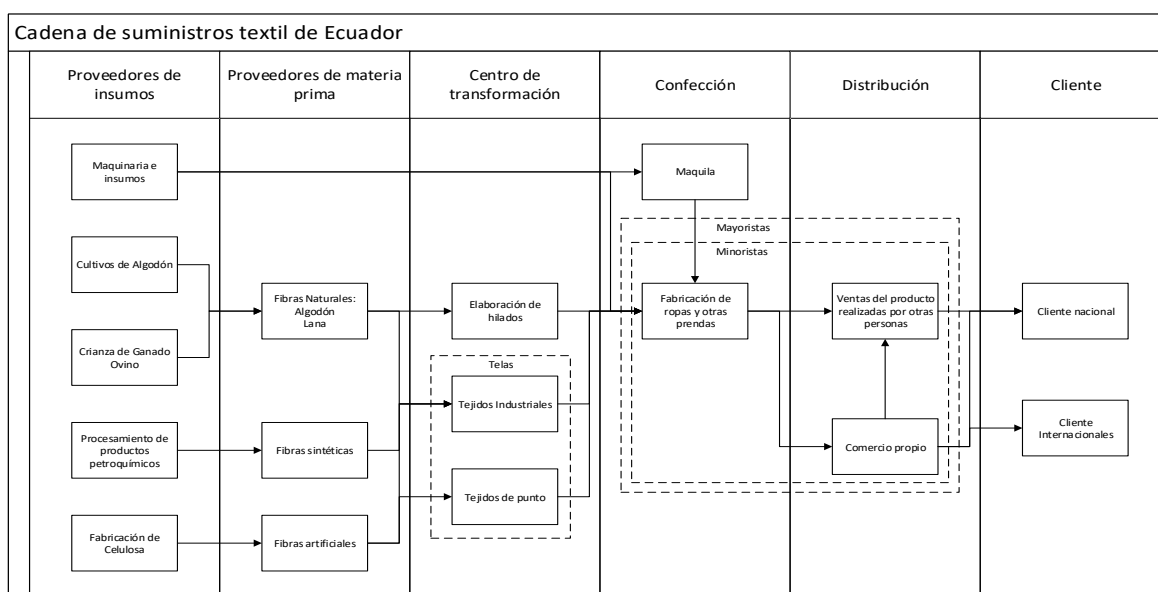 Cadena de suministros textil de Ecuador
Proveedores de
insumos
Proveedores de materia
prima
Centro de
transformación
Confección
Distribución
Cliente
Maquinaria e
insumos
Maquila
Mayoristas
Minoristas
Cultivos de Algodón
Fibras Naturales:
Algodón
Lana
Elaboración de
hilados
Fabricación de
ropas y otras
prendas
Ventas del producto
realizadas por otras
personas
Cliente nacional
Crianza de Ganado
Ovino
Telas
Tejidos Industriales
Procesamiento de
productos
petroquímicos
Fibras sintéticas
Comercio propio
Cliente
Internacionales
Tejidos de punto
Fabricación de
Celulosa
Fibras artificiales